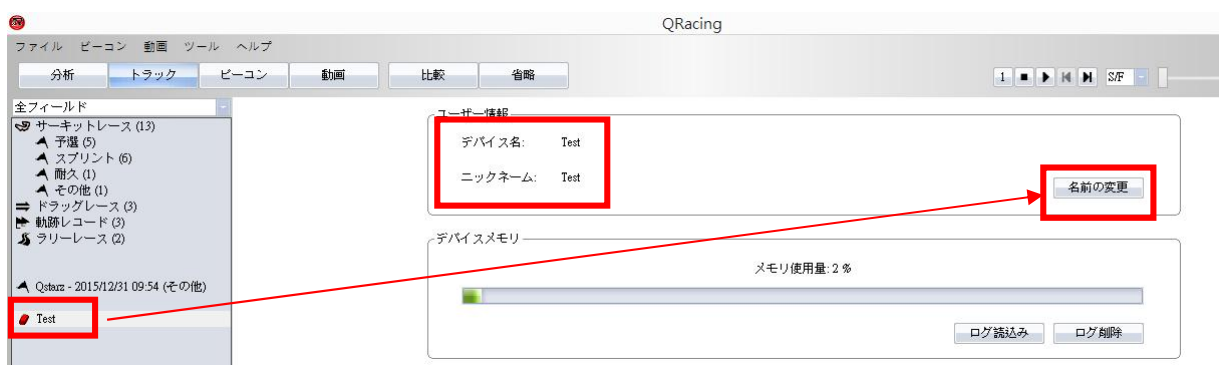 QRacing
ファイル ビーコン 動画 ツール ヘルプ
分析 トラック ビーコン 動画 比較 省略 1 S/F
全フィールド
サーキットレース (13)
予選 (5)
スプリント (6)
耐久 (1)
その他 (1)
ドラッグレース (3)
軌跡レコード (3)
ラリーレース (2)
Qstarz - 2015/12/31 09:54 (その他)
Test
ユーザー情報
デバイス名: Test
ニックネーム: Test
名前の変更
デバイスメモリ
メモリ使用量: 2 %
ログ読込み ログ削除